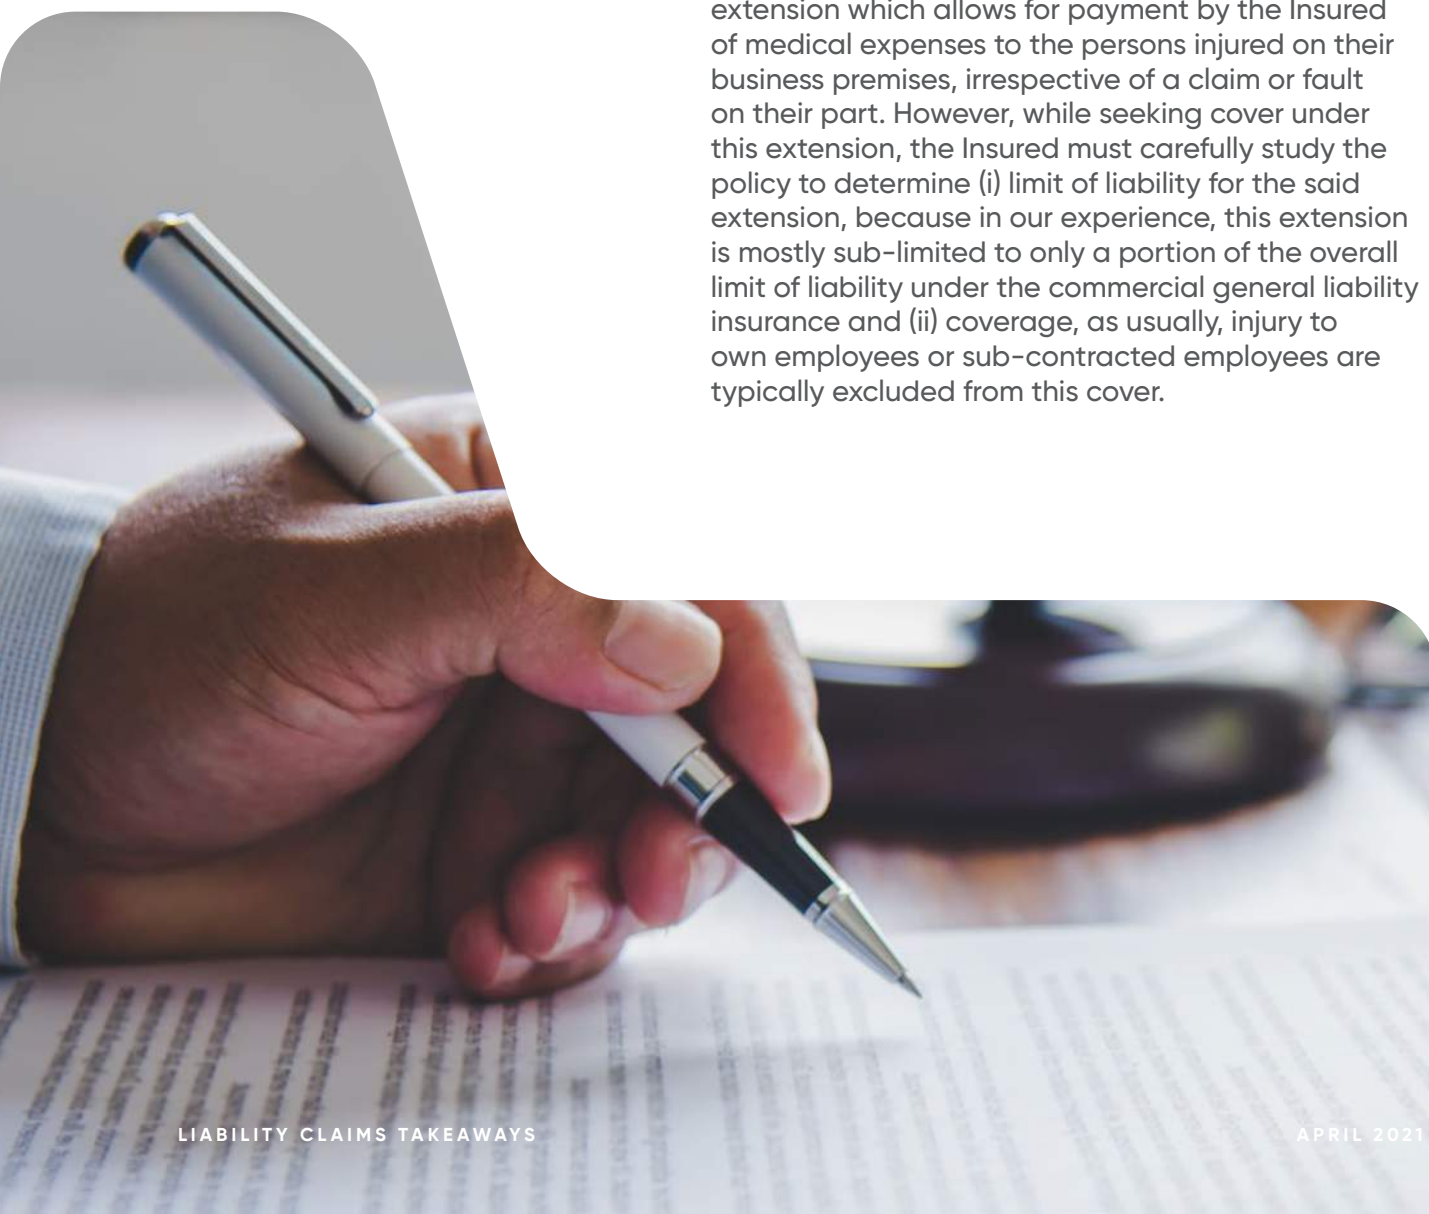 extension which allows for payment by the Insured
of medical expenses to the persons injured on their
business premises, irrespective of a claim or fault
on their part. However, while seeking cover under
this extension, the Insured must carefully study the
policy to determine (i) limit of liability for the said
extension, because in our experience, this extension
is mostly sub-limited to only a portion of the overall
limit of liability under the commercial general liability
insurance and (ii) coverage, as usually, injury to
own employees or sub-contracted employees are
typically excluded from this cover.
LIABILITY CLAIMS TAKEAWAYS
APRIL 2021